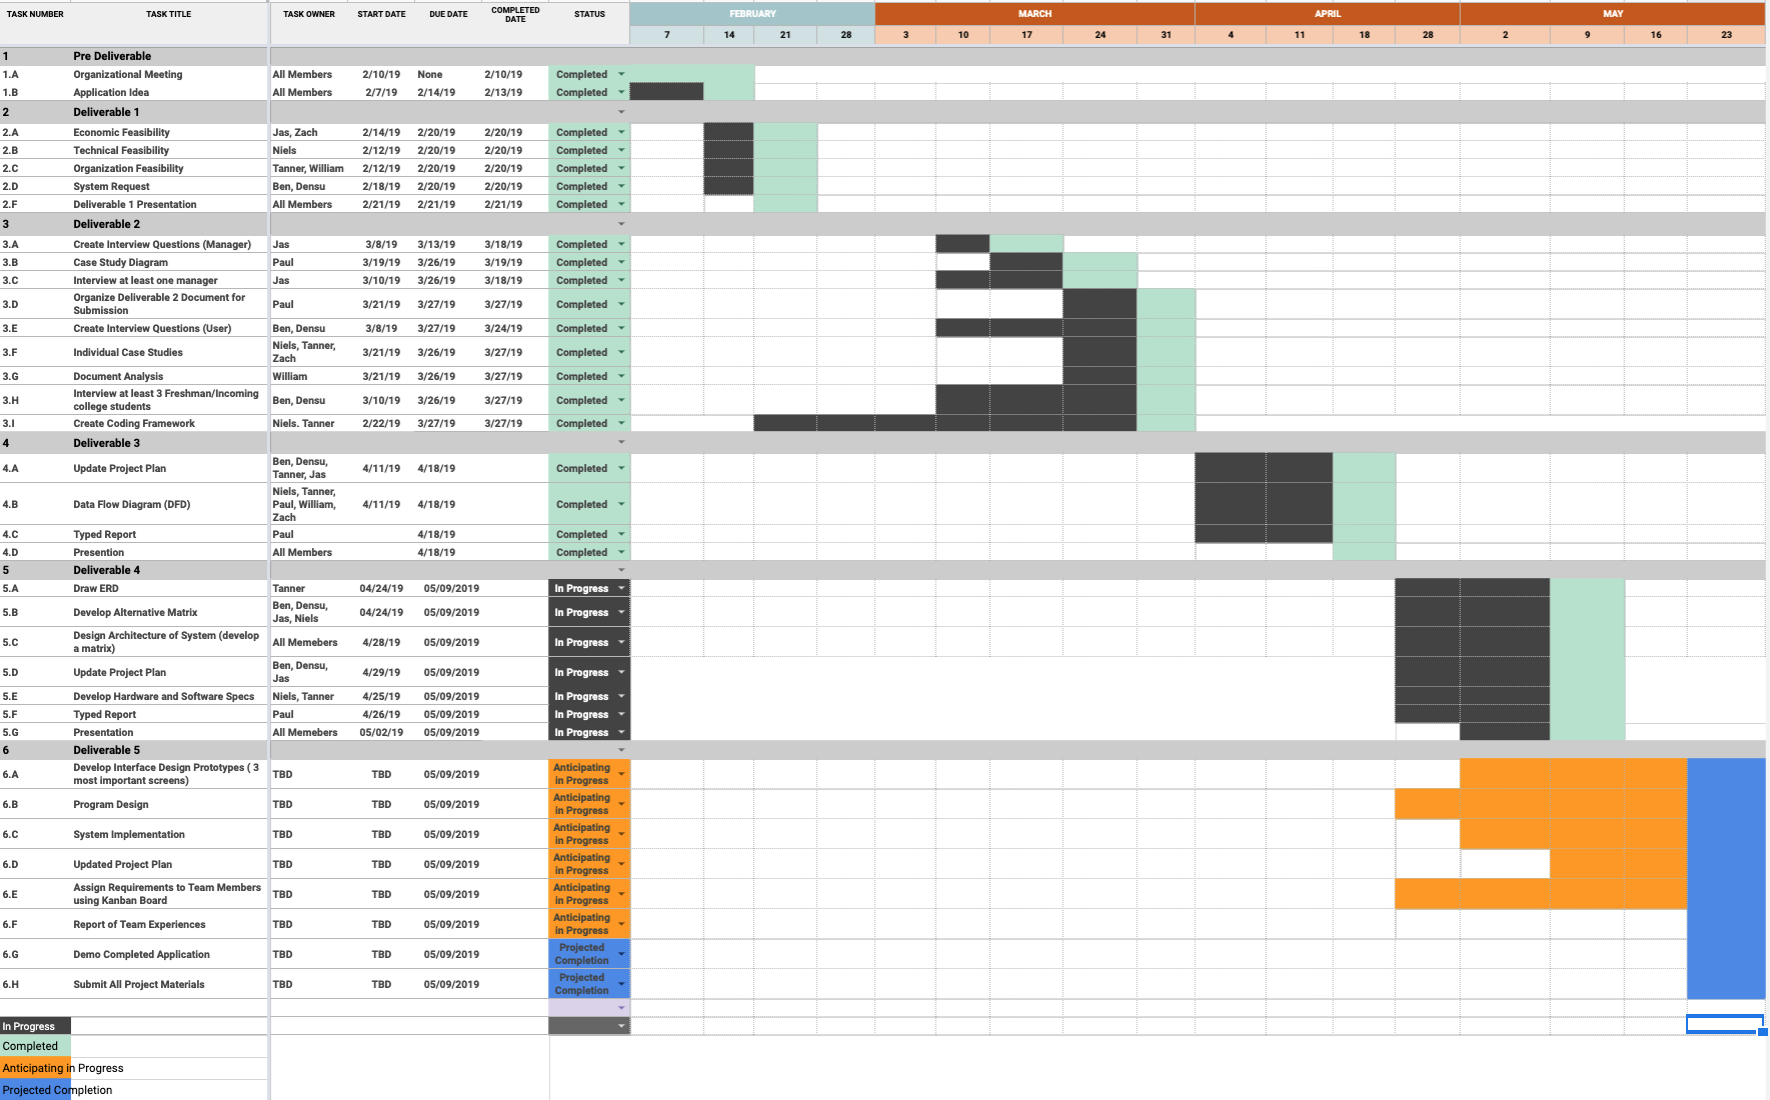 TASK NUMBER TASK TITLE TASK OWNER START DATE DUE DATE COMPLETED DATE STATUS FEBRUARY MARCH APRIL MAY
7 14 21 28 3 10 17 24 31 4 11 18 28 2 9 16 23
1 Pre Deliverable
1.A Organizational Meeting All Members 2/10/19 None 2/10/19 Completed
1.B Application Idea All Members 2/7/19 2/14/19 2/13/19 Completed
2 Deliverable 1
2.A Economic Feasibility Jas, Zach 2/14/19 2/20/19 2/20/19 Completed
2.B Technical Feasibility Niels 2/12/19 2/20/19 2/20/19 Completed
2.C Organization Feasibility Tanner, William 2/12/19 2/20/19 2/20/19 Completed
2.D System Request Ben, Densu 2/18/19 2/20/19 2/20/19 Completed
2.F Deliverable 1 Presentation All Members 2/21/19 2/21/19 2/21/19 Completed
3 Deliverable 2
3.A Create Interview Questions (Manager) Jas 3/8/19 3/13/19 3/18/19 Completed
3.B Case Study Diagram Paul 3/19/19 3/26/19 3/19/19 Completed
3.C Interview at least one manager Jas 3/10/19 3/26/19 3/18/19 Completed
3.D Organize Deliverable 2 Document for Submission Paul 3/21/19 3/27/19 3/27/19 Completed
3.E Create Interview Questions (User) Ben, Densu 3/8/19 3/27/19 3/24/19 Completed
3.F Individual Case Studies Niels, Tanner, Zach 3/21/19 3/26/19 3/27/19 Completed
3.G Document Analysis William 3/21/19 3/26/19 3/27/19 Completed
3.H Interview at least 3 Freshman/Incoming college students Ben, Densu 3/10/19 3/26/19 3/27/19 Completed
3.I Create Coding Framework Niels. Tanner 2/22/19 3/27/19 3/27/19 Completed
4 Deliverable 3
4.A Update Project Plan Ben, Densu, Tanner, Jas 4/11/19 4/18/19 Completed
4.B Data Flow Diagram (DFD) Niels, Tanner, Paul, William, Zach 4/11/19 4/18/19 Completed
4.C Typed Report Paul 4/18/19 Completed
4.D Presention All Members 4/18/19 Completed
5 Deliverable 4
5.A Draw ERD Tanner 04/24/19 05/09/2019 In Progress
5.B Develop Alternative Matrix Ben, Densu, Jas, Niels 04/24/19 05/09/2019 In Progress
5.C Design Architecture of System (develop a matrix) All Memebers 4/28/19 05/09/2019 In Progress
5.D Update Project Plan Ben, Densu, Jas 4/29/19 05/09/2019 In Progress
5.E Develop Hardware and Software Specs Niels, Tanner 4/25/19 05/09/2019 In Progress
5.F Typed Report Paul 4/26/19 05/09/2019 In Progress
5.G Presentation All Memebers 05/02/19 05/09/2019 In Progress
6 Deliverable 5
6.A Develop Interface Design Prototypes ( 3 most important screens) TBD TBD 05/09/2019 Anticipating in Progress
6.B Program Design TBD TBD 05/09/2019 Anticipating in Progress
6.C System Implementation TBD TBD 05/09/2019 Anticipating in Progress
6.D Updated Project Plan TBD TBD 05/09/2019 Anticipating in Progress
6.E Assign Requirements to Team Members using Kanban Board TBD TBD 05/09/2019 Anticipating in Progress
6.F Report of Team Experiences TBD TBD 05/09/2019 Anticipating in Progress
6.G Demo Completed Application TBD TBD 05/09/2019 Projected Completion
6.H Submit All Project Materials TBD TBD 05/09/2019 Projected Completion
In Progress
Completed
Anticipating in Progress
Projected Completion